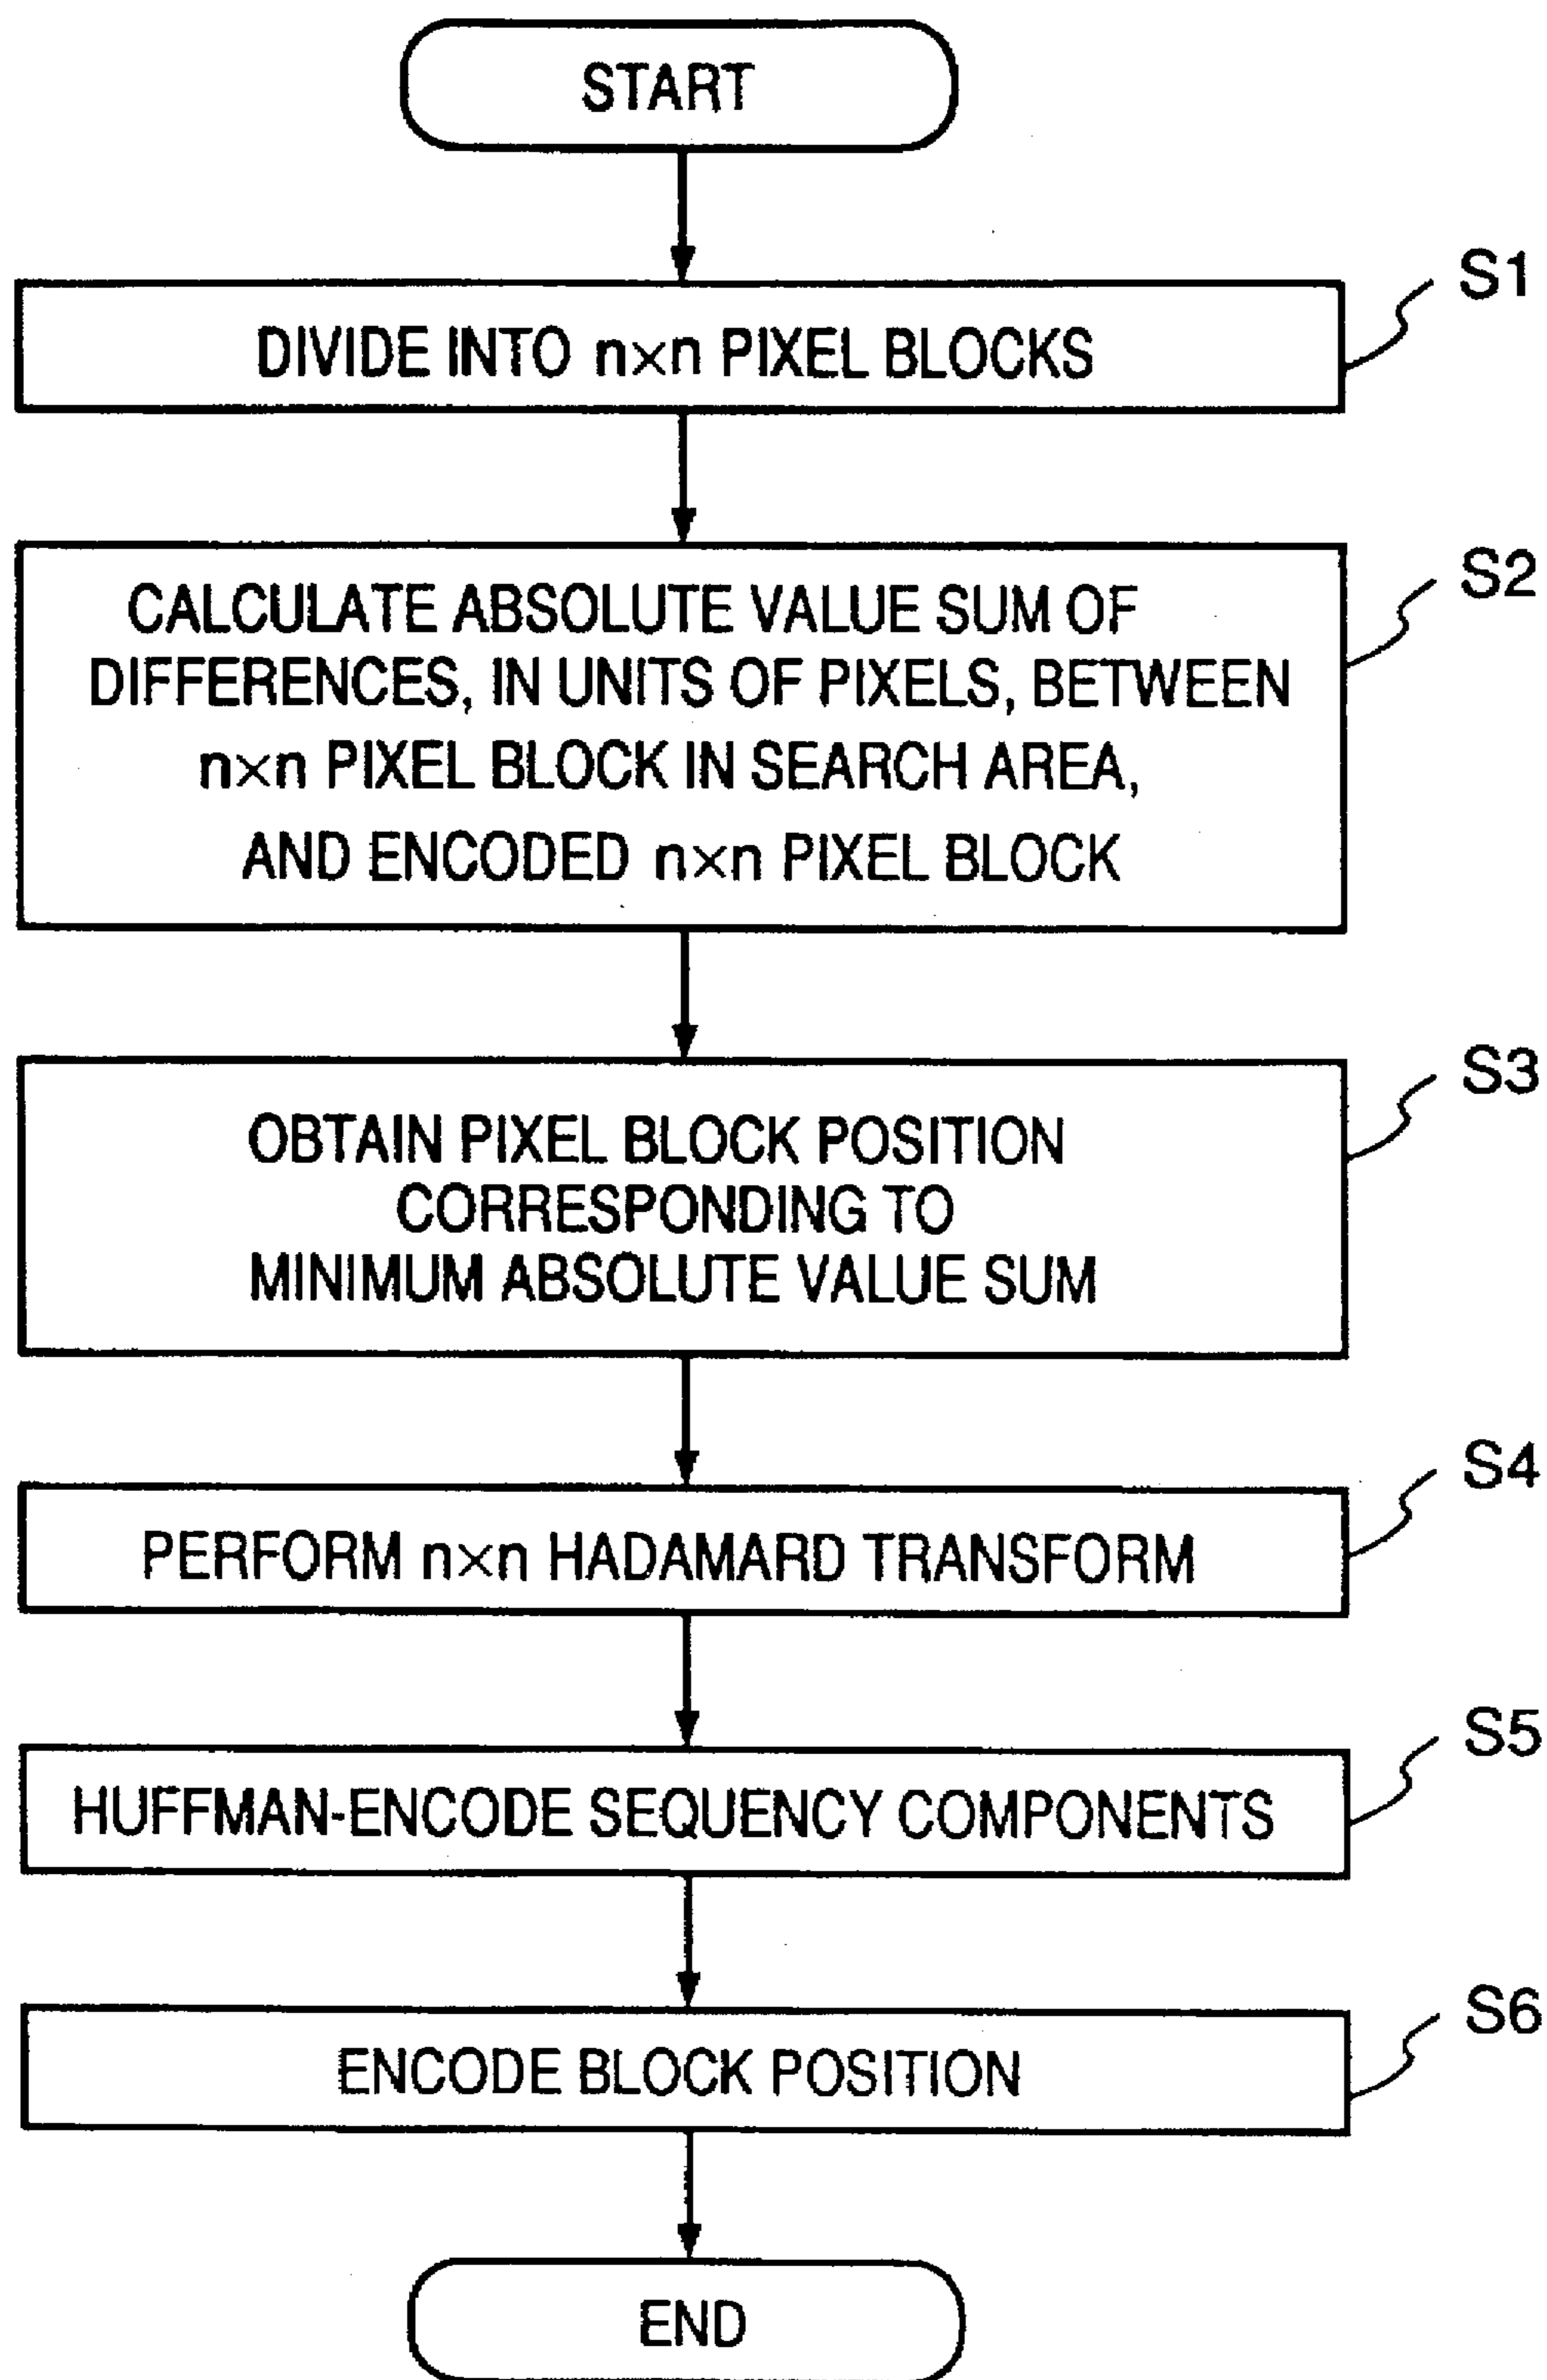 START
S1
DIVIDE INTO n×n PIXEL BLOCKS
S2
CALCULATE ABSOLUTE VALUE SUM OF
DIFFERENCES, IN UNITS OF PIXELS, BETWEEN
n×n PIXEL BLOCK IN SEARCH AREA,
AND ENCODED n×n PIXEL BLOCK
S3
OBTAIN PIXEL BLOCK POSITION
CORRESPONDING TO
MINIMUM ABSOLUTE VALUE SUM
S4
PERFORM n×n HADAMARD TRANSFORM
S5
HUFFMAN-ENCODE SEQUENCY COMPONENTS
S6
ENCODE BLOCK POSITION
END